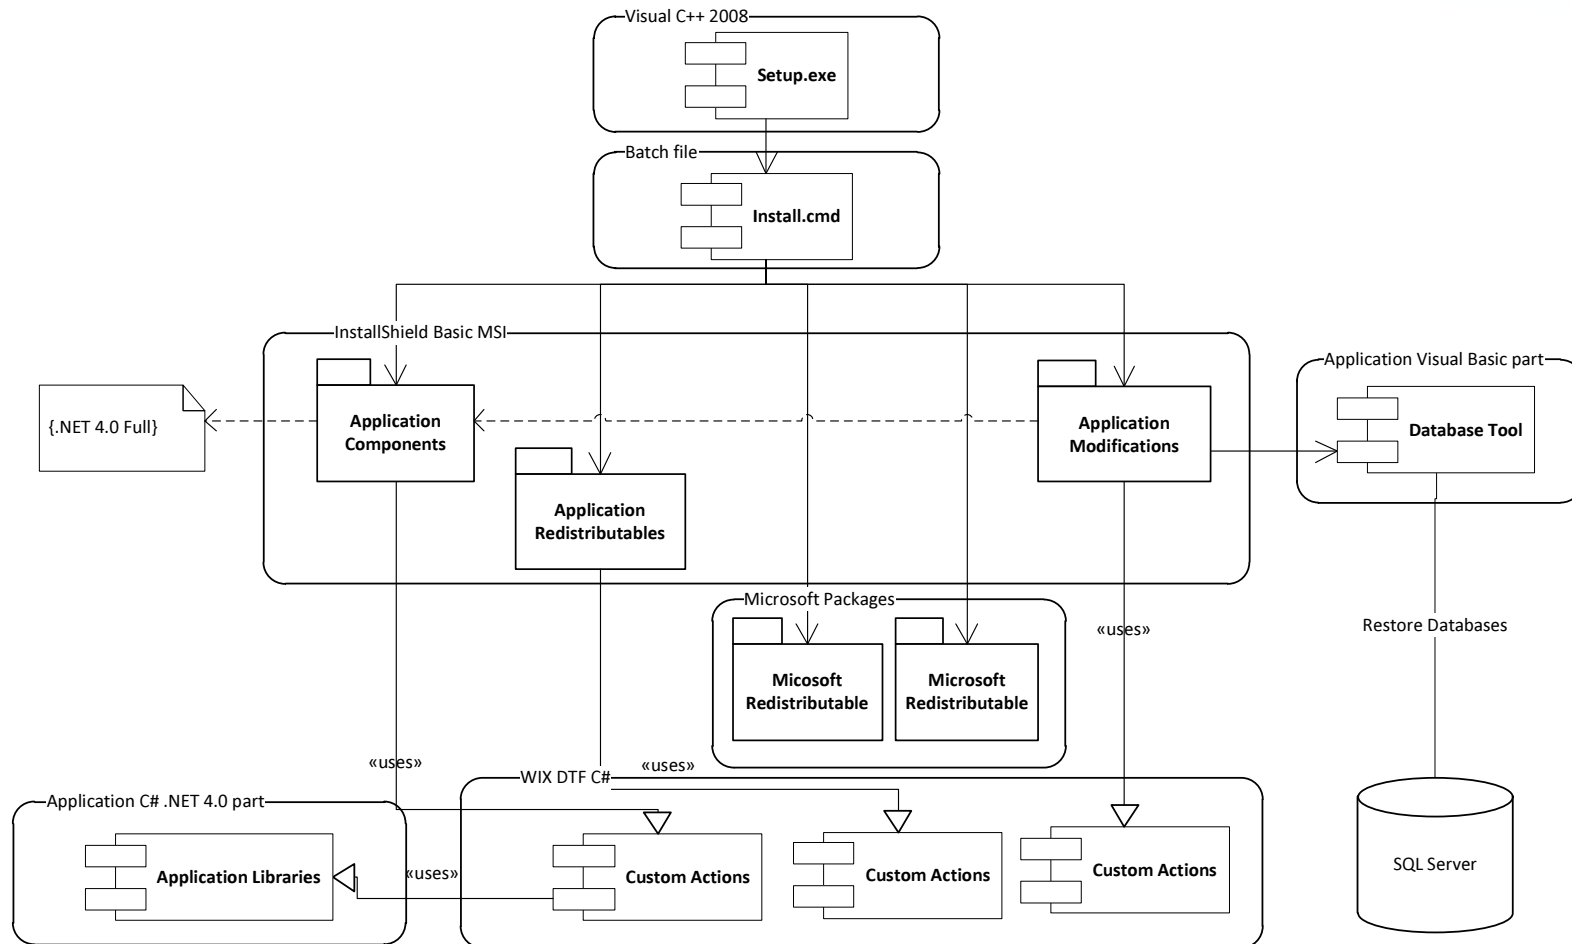 Visual C++ 2008
Setup.exe
Batch file
Install.cmd
InstallShield Basic MSI
Application Visual Basic part
{.NET 4.0 Full}
Application
Components
Application
Modifications
Database Tool
Application
Redistributables
Microsoft Packages
«uses»
Restore Databases
Micosoft
Redistributable
Microsoft
Redistributable
«uses»
«uses»
WIX DTF C#
Application C# .NET 4.0 part
Application Libraries
«uses»
Custom Actions
Custom Actions
Custom Actions
SQL Server